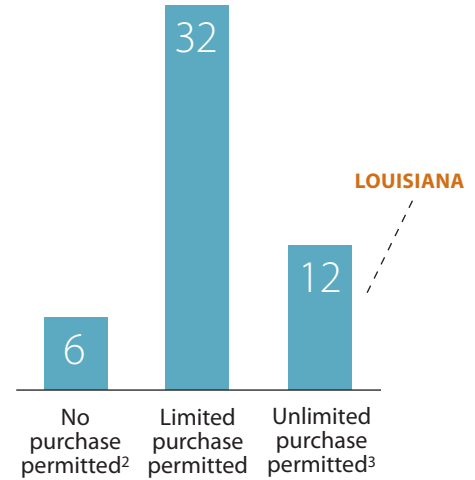 32
LOUISIANA
12
6
No
purchase
permitted²
Limited
purchase
permitted
Unlimited
purchase
permitted³